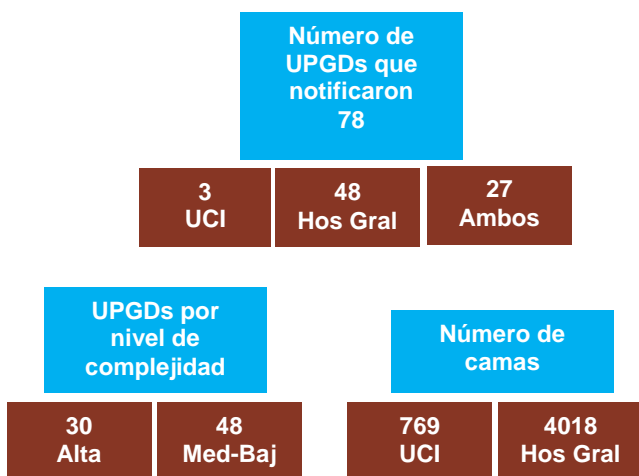 Número de
UPGDs que
notificaron
78
3
UCI
48
Hos Gral
27
Ambos
UPGDs por
nivel de
complejidad
30
Alta
48
Med-Baj
Número de
camas
769
UCI
4018
Hos Gral